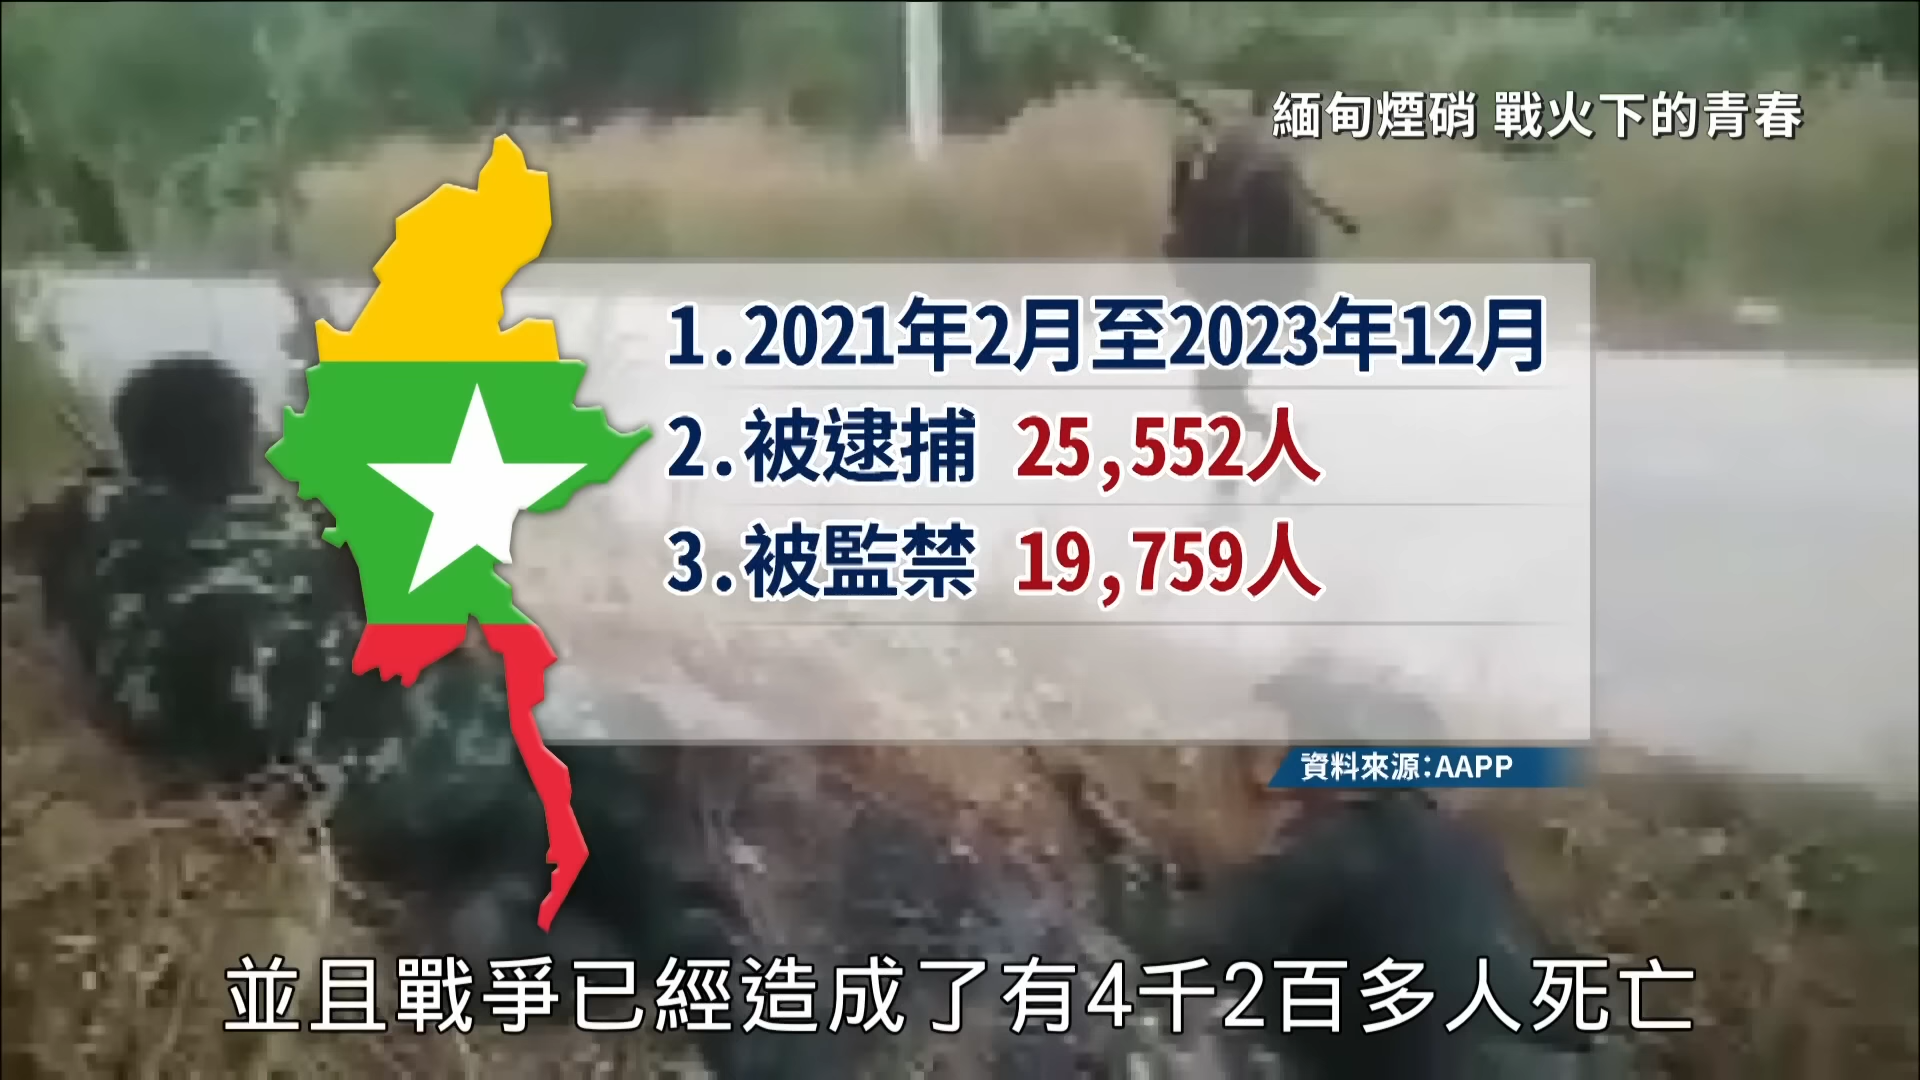 緬甸煙硝 戰火下的青春
1.2021年2月至2023年12月
2.被逮捕 25,552人
3.被監禁 19,759人
資料來源:AAPP
並且戰爭已經造成了有4千2百多人死亡